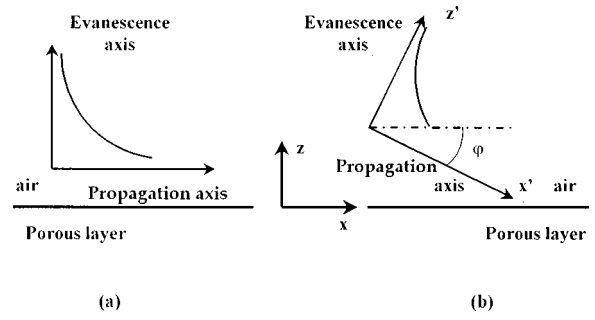 Evanescence
axis
air
Propagation axis
Porous layer
(a)
z
x
Evanescence
axis
z'
φ
Propagation
axis
x'
air
Porous layer
(b)